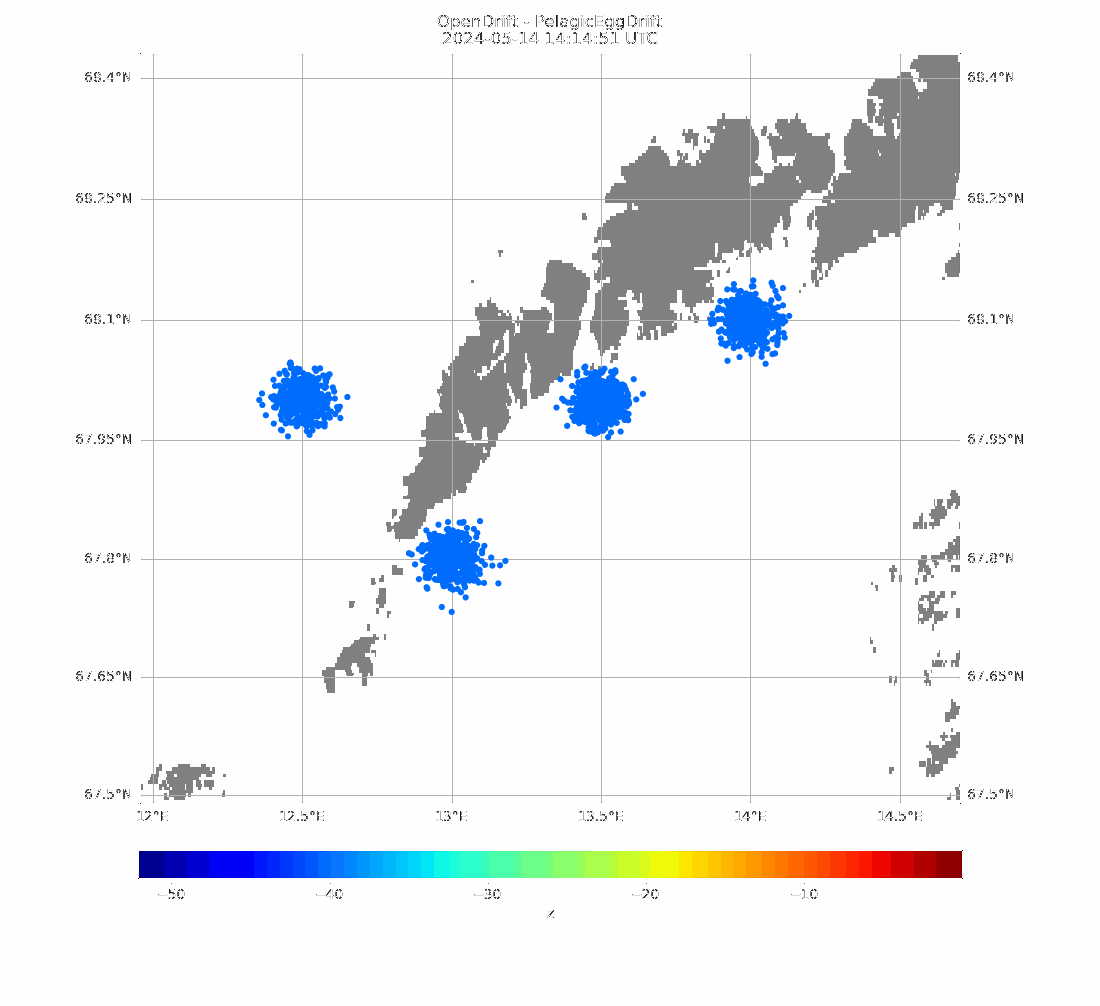 OpenDrift - PelagicEggDrift
2024-05-14 14:14:51 UTC
68.4°N 68.4°N
68.25°N 68.25°N
68.1°N 68.1°N
67.95°N 67.95°N
67.8°N 67.8°N
67.65°N 67.65°N
67.5°N 67.5°N
12°E 12.5°E 13°E 13.5°E 14°E 14.5°E
−50 −40 −30 −20 −10
z